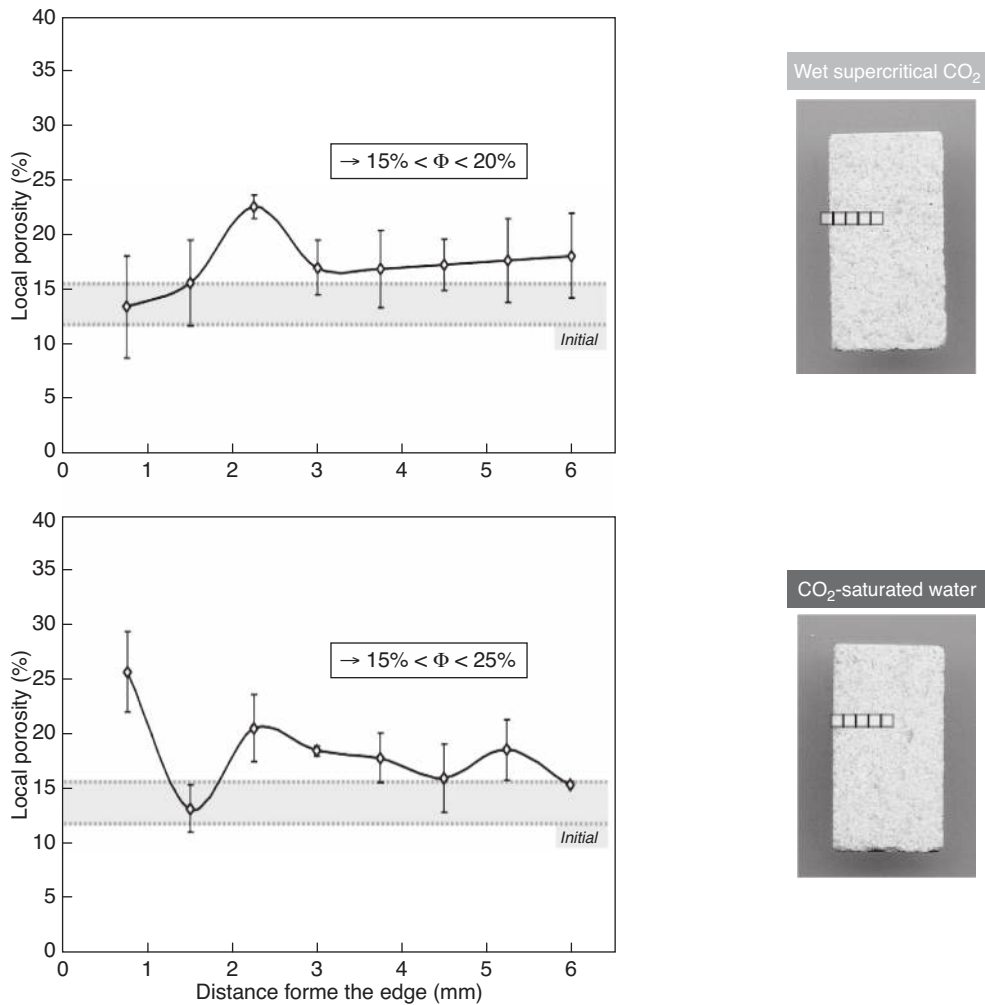 40
35
30
25
20
15
10
5
0
Local porosity (%)
→ 15% < Φ < 20%
Initial
0 1 2 3 4 5 6
Wet supercritical CO₂
40
35
30
25
20
15
10
5
0
Local porosity (%)
→ 15% < Φ < 25%
Initial
0 1 2 3 4 5 6
Distance forme the edge (mm)
CO₂-saturated water